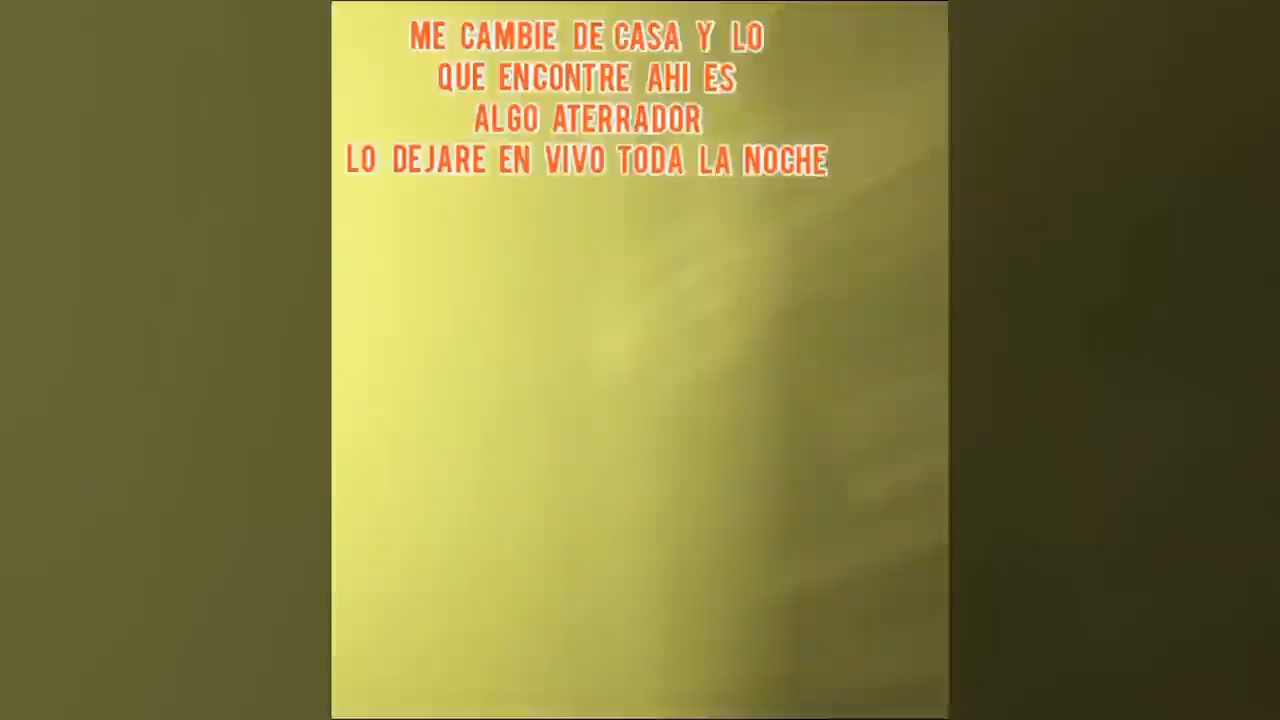 ME CAMBIE DE CASA Y LO
QUE ENCONTRE AHI ES
ALGO ATERRADOR
LO DEJARE EN VIVO TODA LA NOCHE